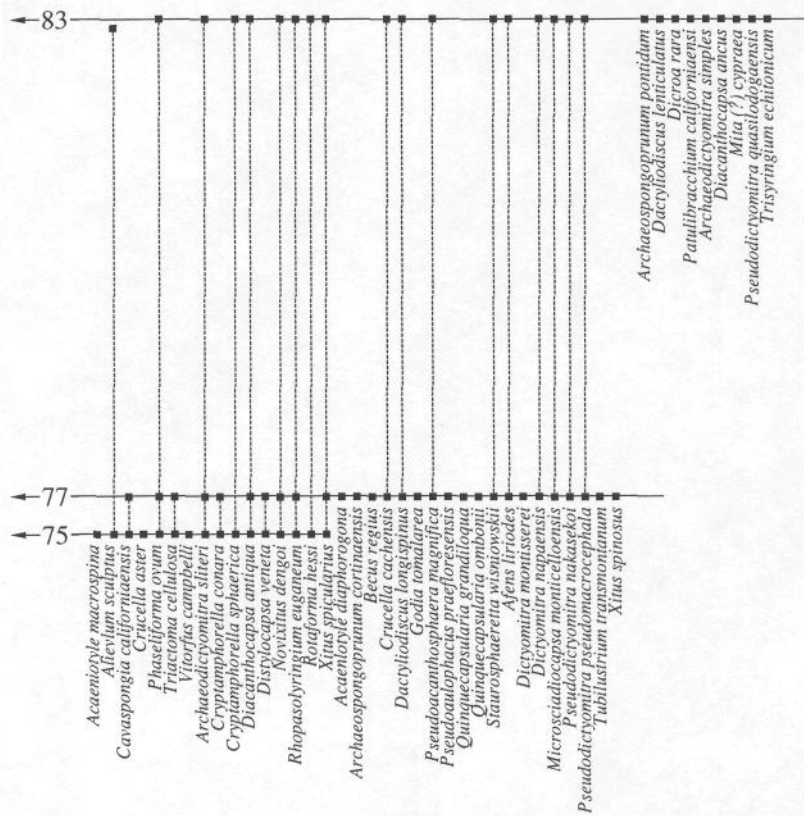 83
Archaeospongoprunum pontidum
Dactyliodiscus lenticulatus
Dicroa rara
Patulibracchium californiaensi
Archaeodictyomitra simples
Diacanthocapsa ancus
Mita (?) cypraea
Pseudodictyomitra quasilodogaensis
Trisyringium echitonicum
77
75
Acaeniotyle macrospina
Alievium sculptus
Cavaspongia californiaensis
Crucella aster
Phaseliforma ovum
Triactoma cellulosa
Vitorfus campbelli
Archaeodictyomitra sliteri
Cryptamphorella conara
Cryptamphorella sphaerica
Diacanthocapsa antiqua
Distylocapsa veneta
Novixitus dengoi
Rhopasolyringium euganeum
Rotaforma hessi
Xitus spicularius
Acaenlotyle diaphorogona
Archaeospongoprunum cortinaensis
Becus regius
Crucella cachensis
Dactyliodiscus longispinus
Godia tomalarea
Pseudoacanthosphaera magnifica
Pseudoaulophacus praefloresensis
Quinquecapsularia grandiloqua
Quinquecapsularia ombonii
Staurosphaeretta wisniowskii
Afens liriodes
Dictyomitra montisserei
Dictyomitra napaensis
Microsciadiocapsa monticelloensis
Pseudodictyomitra nakasekoi
Pseudodictyomitra pseudomacrocephala
Tubilustrium transmontanum
Xitus spinosus